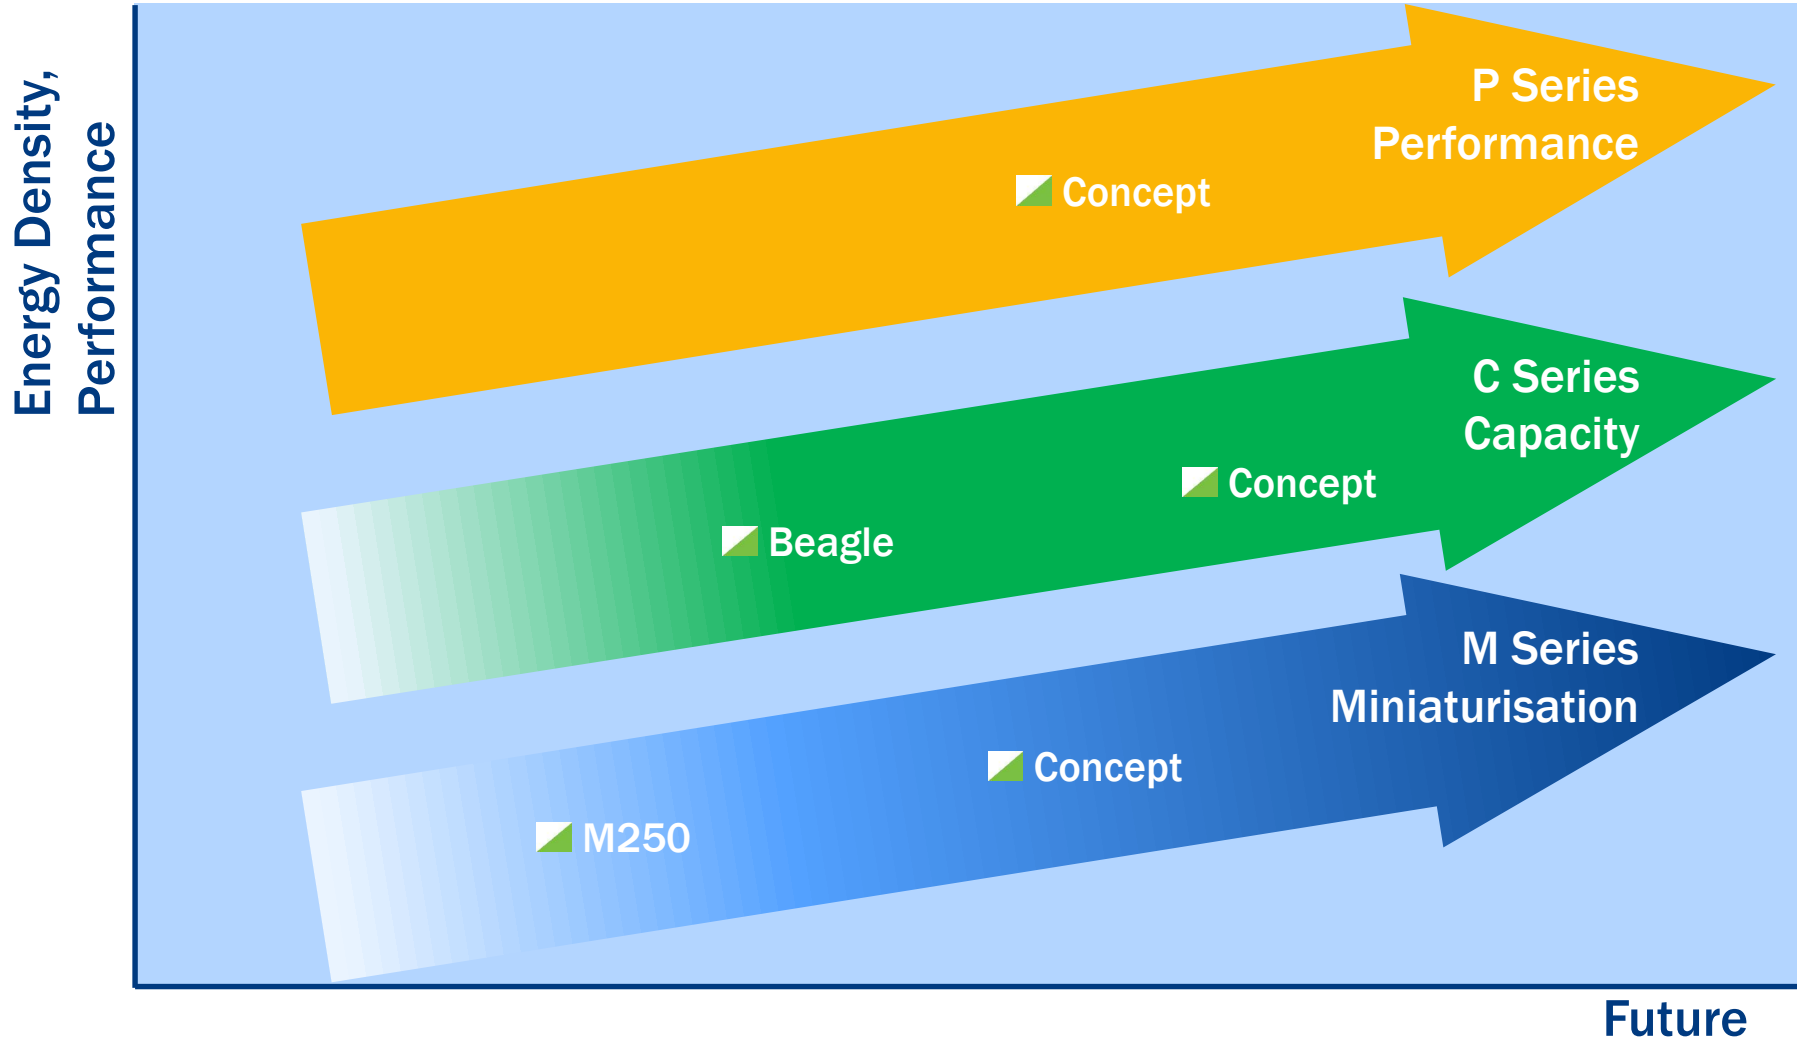 Energy Density,
Performance
P Series
Performance
Concept
C Series
Capacity
Concept
Beagle
M Series
Miniaturisation
Concept
M250
Future